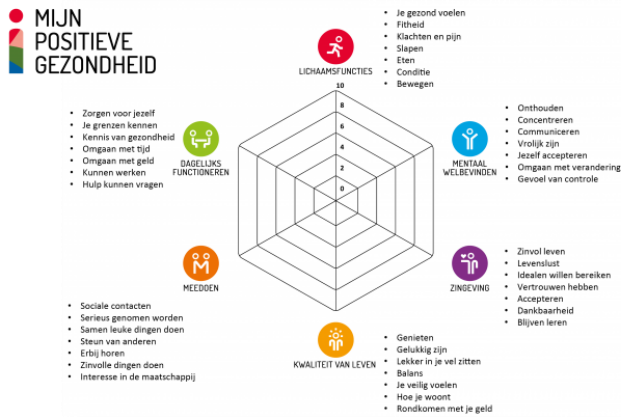 MIJN
POSITIEVE
GEZONDHEID
• Je gezond voelen
• Fitheid
• Klachten en pijn
• Slapen
• Eten
• Conditie
• Bewegen
LICHAAMSFUNCTIES
10
8
6
4
2
0
• Onthouden
• Concentreren
• Communiceren
• Vrolijk zijn
• Jezelf accepteren
• Omgaan met verandering
• Gevoel van controle
MENTAAL
WELBEVINDEN
• Zinvol leven
• Levenslust
• Idealen willen bereiken
• Vertrouwen hebben
• Accepteren
• Dankbaarheid
• Blijven leren
ZINGEVING
• Genieten
• Gelukkig zijn
• Lekker in je vel zitten
• Balans
• Je veilig voelen
• Hoe je woont
• Rondkomen met je geld
KWALITEIT VAN LEVEN
• Sociale contacten
• Serieus genomen worden
• Samen leuke dingen doen
• Steun van anderen
• Erbij horen
• Zinvolle dingen doen
• Interesse in de maatschappij
MEEDOEN
• Zorgen voor jezelf
• Je grenzen kennen
• Kennis van gezondheid
• Omgaan met tijd
• Omgaan met geld
• Kunnen werken
• Hulp kunnen vragen
DAGELIJKS
FUNCTIONEREN